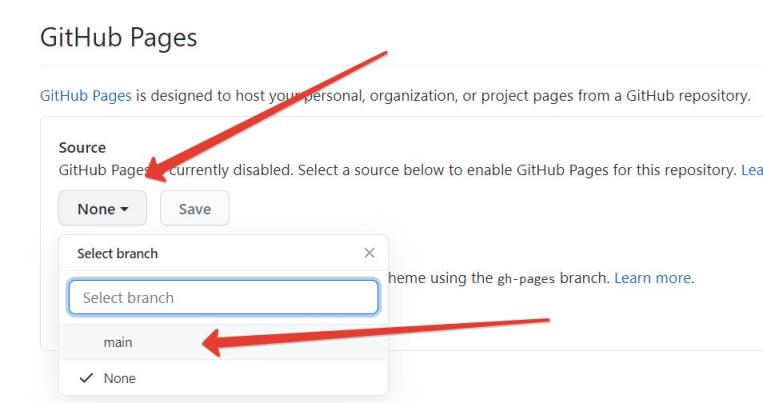 GitHub Pages
GitHub Pages is designed to host your personal, organization, or project pages from a GitHub repository.
Source
GitHub Pages currently disabled. Select a source below to enable GitHub Pages for this repository. Lea
None Save
Select branch
heme using the gh-pages branch. Learn more.
Select branch
main
None